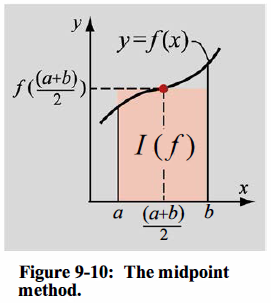 y
y=f(x)
f((a+b)/2)
I(f)
x
a (a+b)/2 b
Figure 9-10: The midpoint
method.